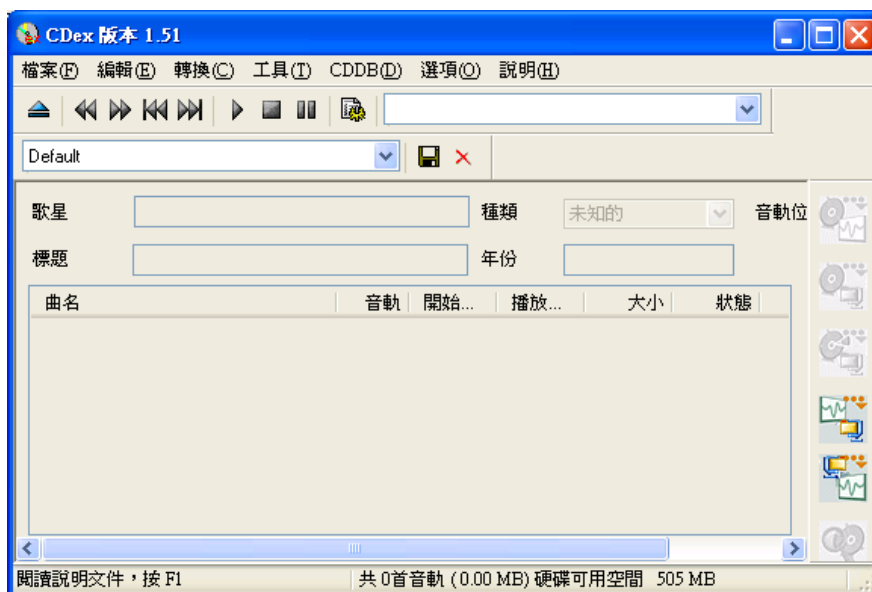 CDex 版本 1.51
檔案(F) 編輯(E) 轉換(C) 工具(T) CDDB(D) 選項(O) 說明(H)
Default
歌星 種類 未知的 音軌位
標題 年份
曲名 音軌 開始... 播放... 大小 狀態
閱讀說明文件，按 F1 共 0首音軌 (0.00 MB) 硬碟可用空間 505 MB